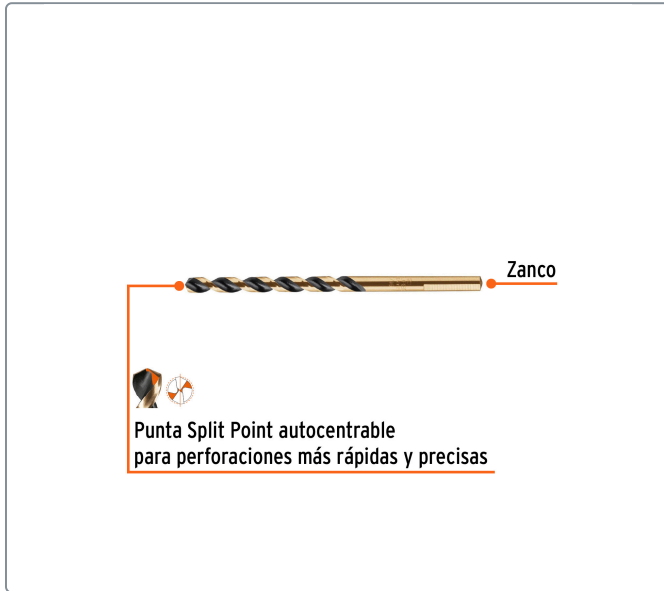 Zanco
Punta Split Point autocentrable
para perforaciones más rápidas y precisas